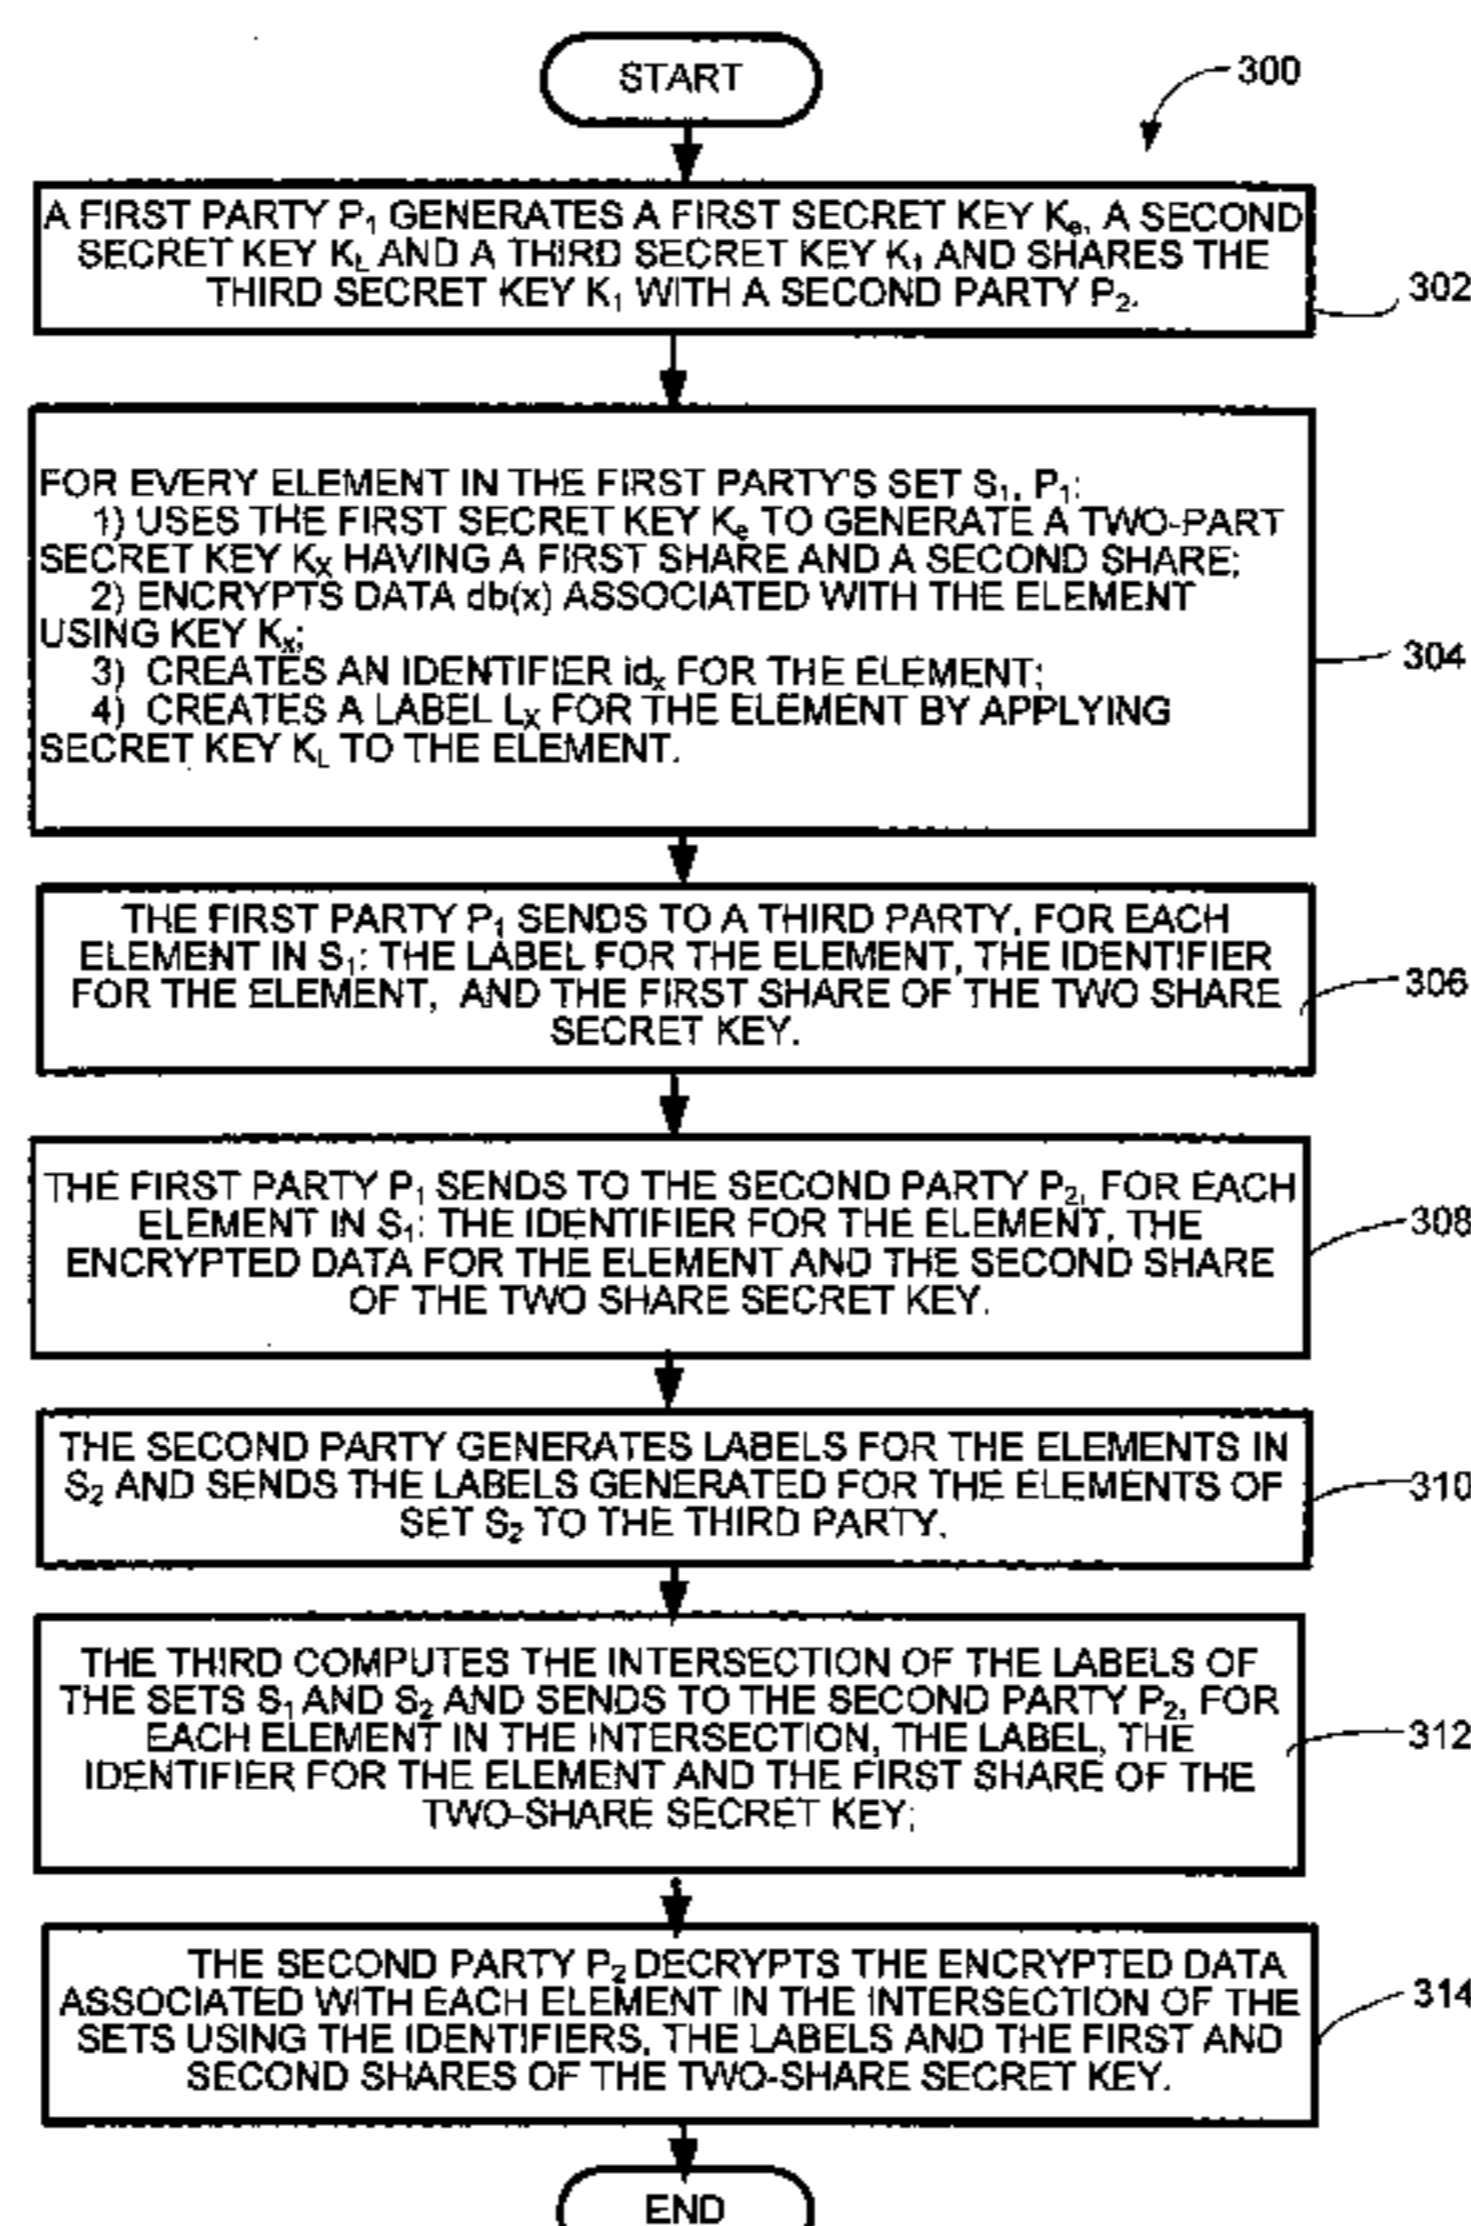 START
300
A FIRST PARTY P₁ GENERATES A FIRST SECRET KEY Kₑ, A SECOND
SECRET KEY K_L AND A THIRD SECRET KEY K₁ AND SHARES THE
THIRD SECRET KEY K₁ WITH A SECOND PARTY P₂.
302
FOR EVERY ELEMENT IN THE FIRST PARTY'S SET S₁, P₁:
1) USES THE FIRST SECRET KEY Kₑ TO GENERATE A TWO-PART
SECRET KEY Kₓ HAVING A FIRST SHARE AND A SECOND SHARE;
2) ENCRYPTS DATA db(x) ASSOCIATED WITH THE ELEMENT
USING KEY Kₓ;
3) CREATES AN IDENTIFIER idₓ FOR THE ELEMENT;
4) CREATES A LABEL Lₓ FOR THE ELEMENT BY APPLYING
SECRET KEY K_L TO THE ELEMENT.
304
THE FIRST PARTY P₁ SENDS TO A THIRD PARTY, FOR EACH
ELEMENT IN S₁: THE LABEL FOR THE ELEMENT, THE IDENTIFIER
FOR THE ELEMENT, AND THE FIRST SHARE OF THE TWO SHARE
SECRET KEY.
306
THE FIRST PARTY P₁ SENDS TO THE SECOND PARTY P₂, FOR EACH
ELEMENT IN S₁: THE IDENTIFIER FOR THE ELEMENT, THE
ENCRYPTED DATA FOR THE ELEMENT AND THE SECOND SHARE
OF THE TWO SHARE SECRET KEY.
308
THE SECOND PARTY GENERATES LABELS FOR THE ELEMENTS IN
S₂ AND SENDS THE LABELS GENERATED FOR THE ELEMENTS OF
SET S₂ TO THE THIRD PARTY.
310
THE THIRD COMPUTES THE INTERSECTION OF THE LABELS OF
THE SETS S₁ AND S₂ AND SENDS TO THE SECOND PARTY P₂, FOR
EACH ELEMENT IN THE INTERSECTION, THE LABEL, THE
IDENTIFIER FOR THE ELEMENT AND THE FIRST SHARE OF THE
TWO-SHARE SECRET KEY;
312
THE SECOND PARTY P₂ DECRYPTS THE ENCRYPTED DATA
ASSOCIATED WITH EACH ELEMENT IN THE INTERSECTION OF THE
SETS USING THE IDENTIFIERS, THE LABELS AND THE FIRST AND
SECOND SHARES OF THE TWO-SHARE SECRET KEY.
314
END